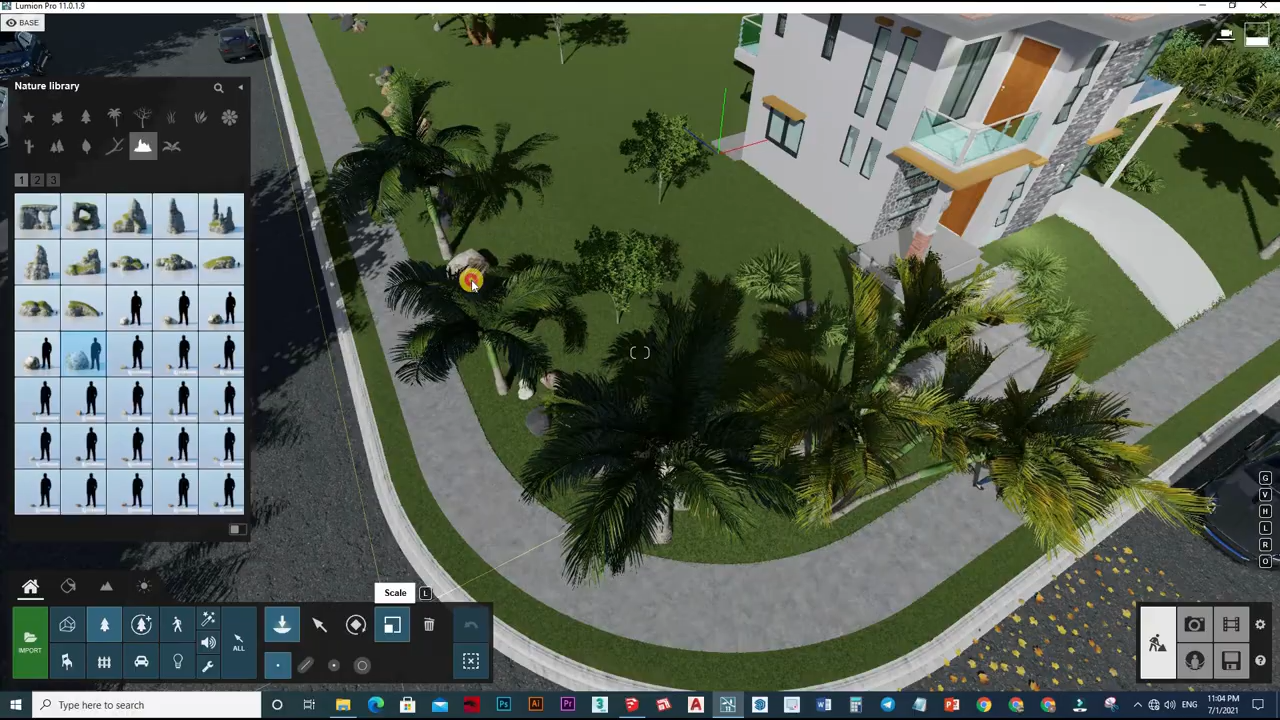 Lumion Pro 11.0.1.9
BASE
Nature library
1 2 3
Scale L
IMPORT
ALL
G
V
H
L
R
O
Type here to search
ENG
11:04 PM
7/1/2021